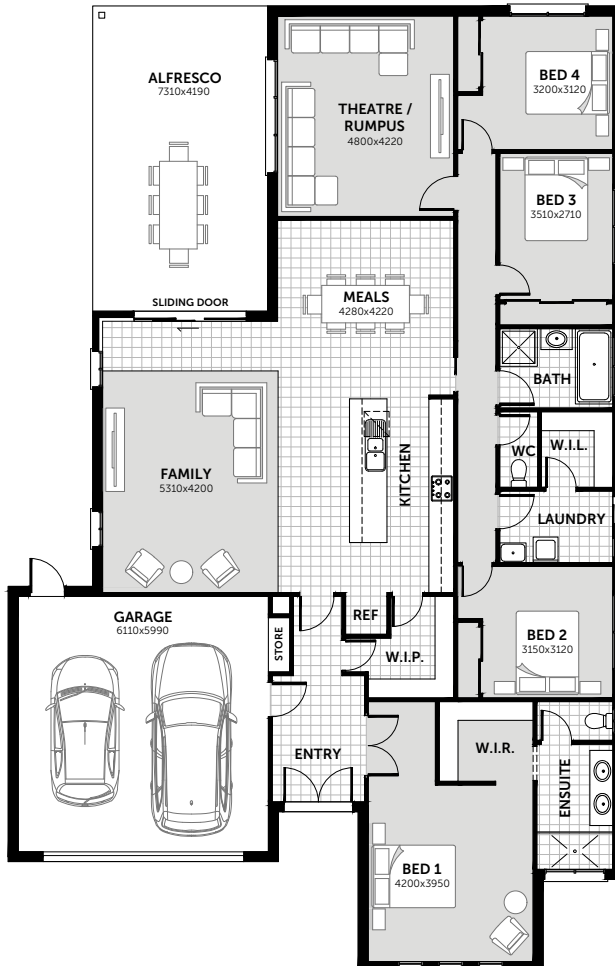 ALFRESCO
7310x4190
THEATRE /
RUMPUS
4800x4220
BED 4
3200x3120
BED 3
3510x2710
SLIDING DOOR
MEALS
4280x4220
BATH
FAMILY
5310x4200
KITCHEN
WC
W.I.L.
LAUNDRY
GARAGE
6110x5990
STORE
REF
W.I.P.
BED 2
3150x3120
ENTRY
W.I.R.
ENSUITE
BED 1
4200x3950